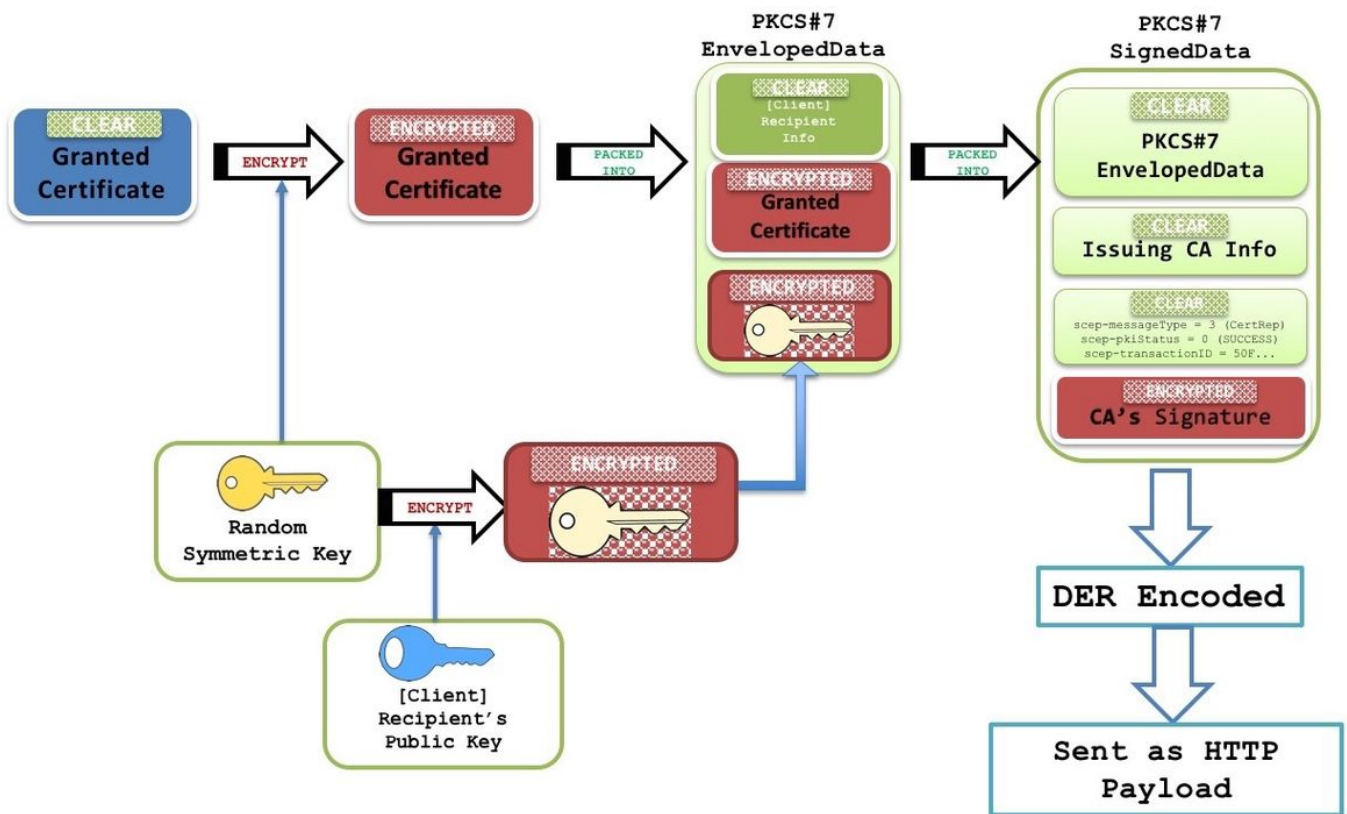 PKCS#7
EnvelopedData
PKCS#7
SignedData
CLEAR
Granted
Certificate
ENCRYPT
ENCRYPTED
Granted
Certificate
PACKED
INTO
CLEAR
[Client]
Recipient
Info
ENCRYPTED
Granted
Certificate
ENCRYPTED
PACKED
INTO
CLEAR
PKCS#7
EnvelopedData
CLEAR
Issuing CA Info
CLEAR
scep-messageType = 3 (CertRep)
scep-pkiStatus = 0 (SUCCESS)
scep-transactionID = 50F...
ENCRYPTED
CA's Signature
Random
Symmetric Key
ENCRYPT
ENCRYPTED
[Client]
Recipient's
Public Key
DER Encoded
Sent as HTTP
Payload